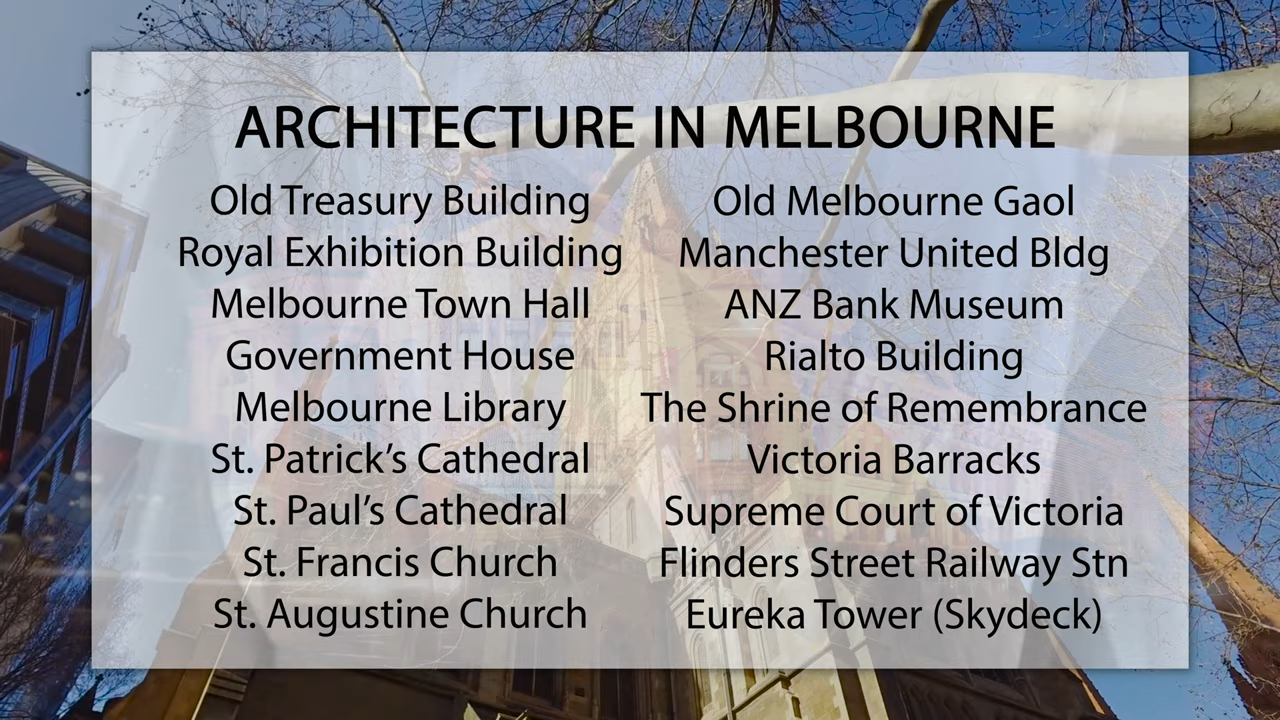 ARCHITECTURE IN MELBOURNE
Old Treasury Building
Royal Exhibition Building
Melbourne Town Hall
Government House
Melbourne Library
St. Patrick’s Cathedral
St. Paul’s Cathedral
St. Francis Church
St. Augustine Church
Old Melbourne Gaol
Manchester United Bldg
ANZ Bank Museum
Rialto Building
The Shrine of Remembrance
Victoria Barracks
Supreme Court of Victoria
Flinders Street Railway Stn
Eureka Tower (Skydeck)